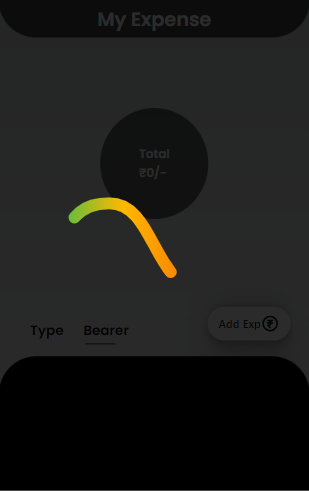 My Expense
Total
₹0/-
Type Bearer
Add Exp ₹